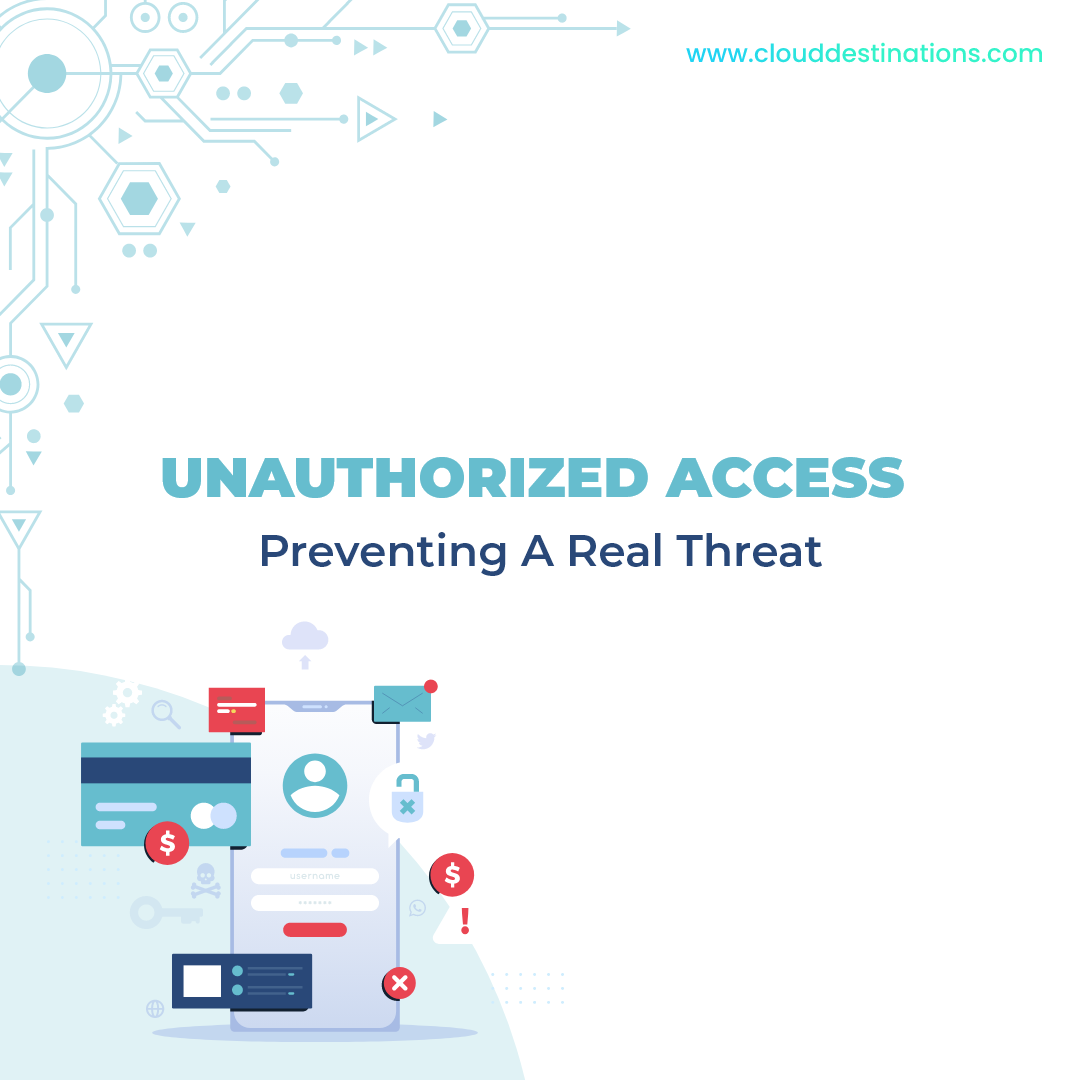 www.clouddestinations.com
UNAUTHORIZED ACCESS
Preventing A Real Threat
$
$
username
!